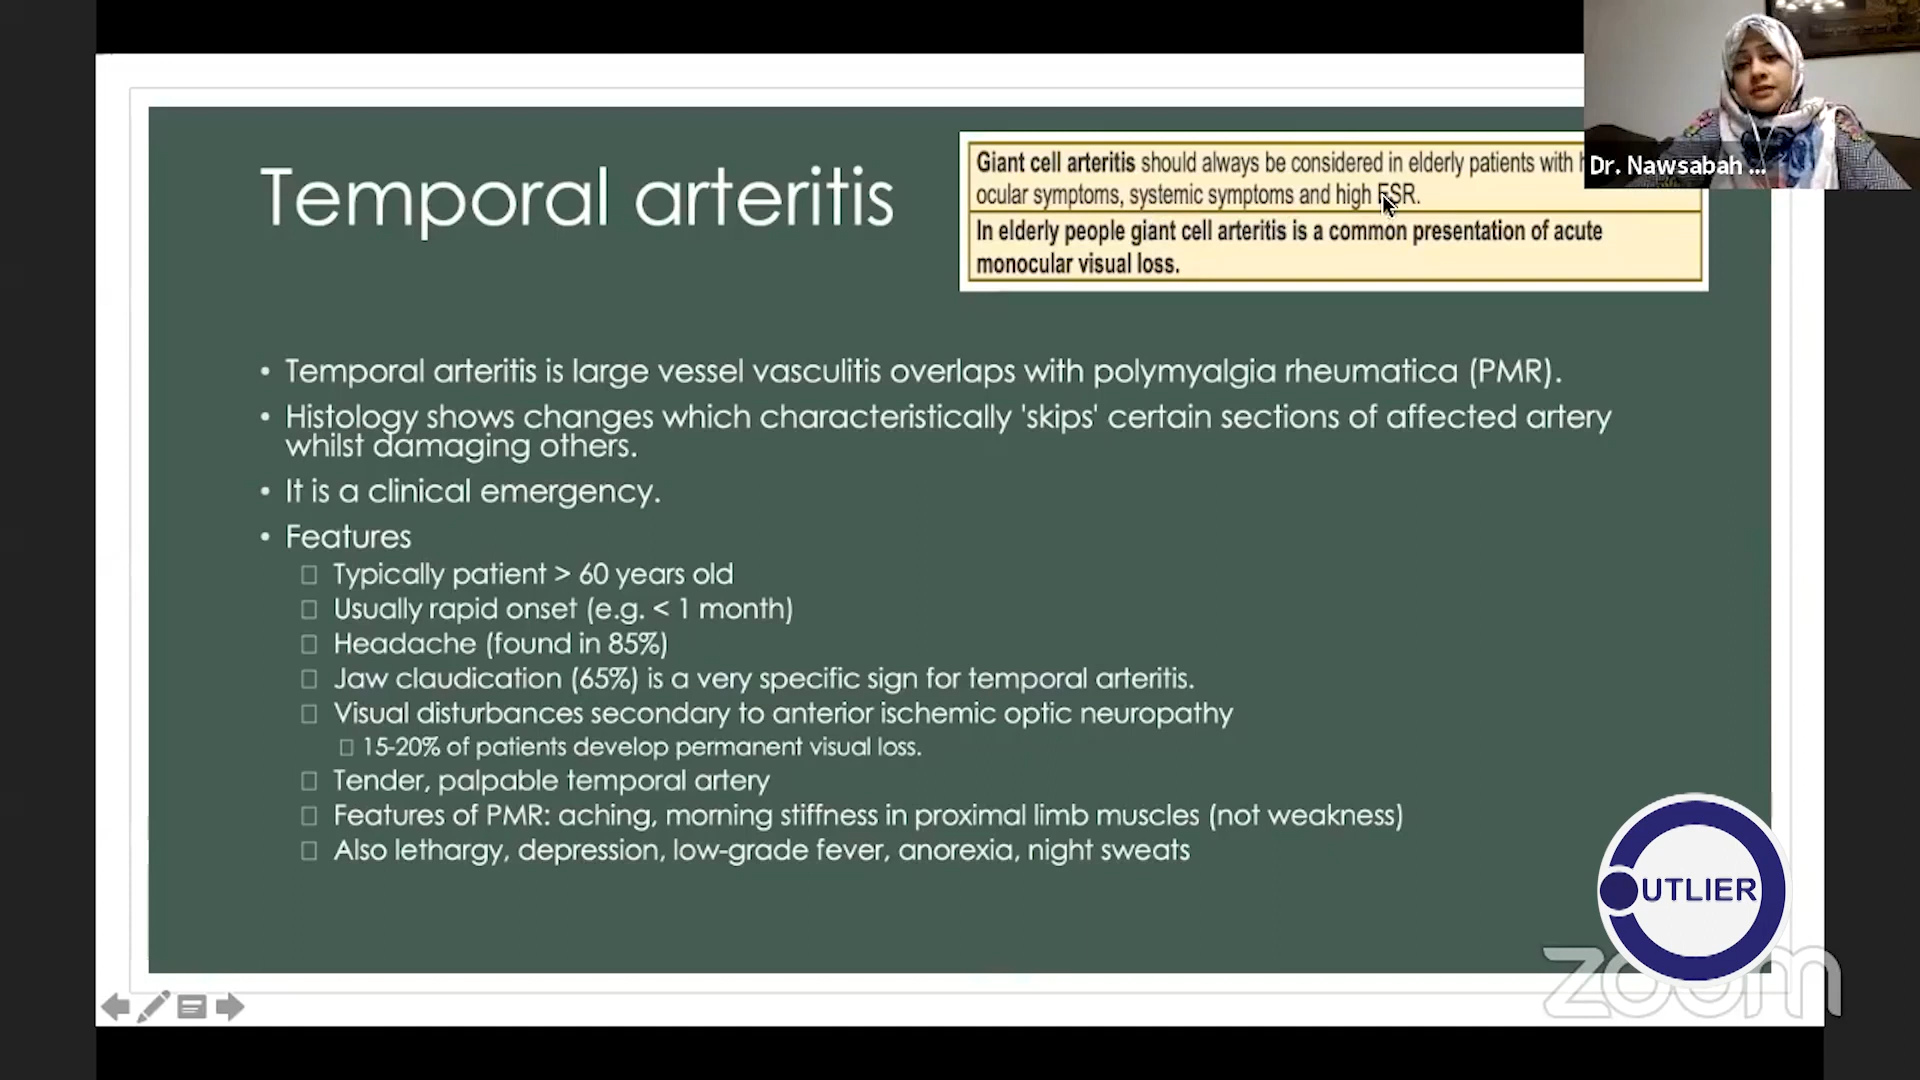 Temporal arteritis
Giant cell arteritis should always be considered in elderly patients with
ocular symptoms, systemic symptoms and high ESR.
In elderly people giant cell arteritis is a common presentation of acute
monocular visual loss.
Dr. Nawsabah ...
• Temporal arteritis is large vessel vasculitis overlaps with polymyalgia rheumatica (PMR).
• Histology shows changes which characteristically 'skips' certain sections of affected artery
whilst damaging others.
• It is a clinical emergency.
• Features
Typically patient > 60 years old
Usually rapid onset (e.g. < 1 month)
Headache (found in 85%)
Jaw claudication (65%) is a very specific sign for temporal arteritis.
Visual disturbances secondary to anterior ischemic optic neuropathy
15-20% of patients develop permanent visual loss.
Tender, palpable temporal artery
Features of PMR: aching, morning stiffness in proximal limb muscles (not weakness)
Also lethargy, depression, low-grade fever, anorexia, night sweats
OUTLIER
zoom